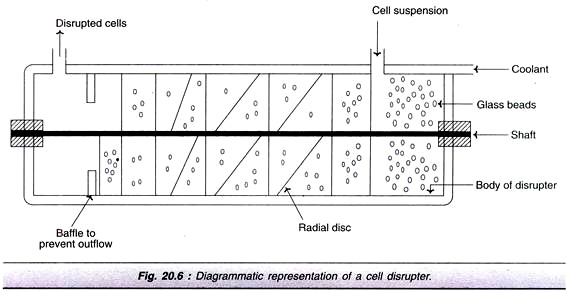 Disrupted cells
Cell suspension
Coolant
Glass beads
Shaft
Body of disrupter
Baffle to
prevent outflow
Radial disc
Fig. 20.6 : Diagrammatic representation of a cell disrupter.